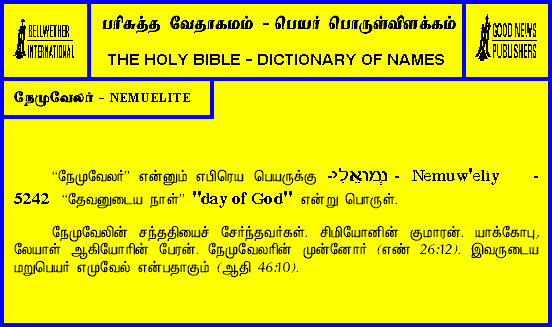 BELLWETHER
INTERNATIONAL
பரிசுத்த வேதாகமம் - பெயர் பொருள்விளக்கம்
THE HOLY BIBLE - DICTIONARY OF NAMES
GOOD NEWS
PUBLISHERS
நேமுவேலர் - NEMUELITE
“நேமுவேலர்” என்னும் எபிரெய பெயருக்கு -נְמוּאֵלִי - Nemuw'eliy -
5242 “தேவனுடைய நாள்” "day of God" என்று பொருள்.
நேமுவேலின் சந்ததியைச் சேர்ந்தவர்கள். சிமியோனின் குமாரன். யாக்கோபு,
லேயாள் ஆகியோரின் பேரன். நேமுவேலரின் முன்னோர் (எண் 26:12). இவருடைய
மறுபெயர் எமுவேல் என்பதாகும் (ஆதி 46:10).